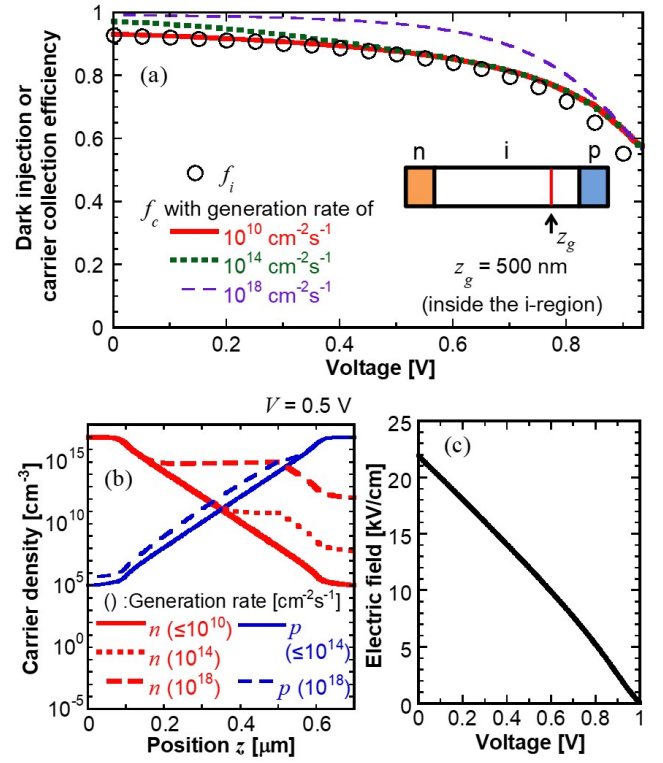 Dark injection or
carrier collection efficiency
1
0.8
0.6
0.4
0.2
0
(a)
n i p
f_i
f_c with generation rate of
10^10 cm^-2s^-1
10^14 cm^-2s^-1
10^18 cm^-2s^-1
z_g
z_g = 500 nm
(inside the i-region)
0 0.2 0.4 0.6 0.8
Voltage [V]
V = 0.5 V
Carrier density [cm^-3]
10^15
10^10
10^5
10^0
10^-5
(b)
() :Generation rate [cm^-2s^-1]
n (≤10^10) p
n (10^14) (≤10^14)
n (10^18) p (10^18)
0 0.2 0.4 0.6
Position z [μm]
Electric field [kV/cm]
25
20
15
10
5
0
(c)
0 0.2 0.4 0.6 0.8 1
Voltage [V]